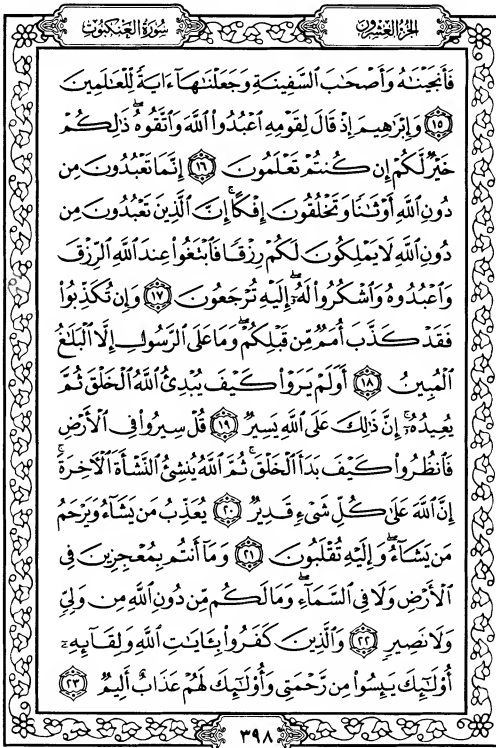 الجزء العشرون
سورة العنكبوت
فَأَنجَيْنَٰهُ وَأَصْحَٰبَ ٱلسَّفِينَةِ وَجَعَلْنَٰهَآ ءَايَةً لِّلْعَٰلَمِينَ
﴿١٥﴾ وَإِبْرَٰهِيمَ إِذْ قَالَ لِقَوْمِهِ ٱعْبُدُوا۟ ٱللَّهَ وَٱتَّقُوهُ ۖ ذَٰلِكُمْ
خَيْرٌ لَّكُمْ إِن كُنتُمْ تَعْلَمُونَ ﴿١٦﴾ إِنَّمَا تَعْبُدُونَ مِن
دُونِ ٱللَّهِ أَوْثَٰنًا وَتَخْلُقُونَ إِفْكًا ۚ إِنَّ ٱلَّذِينَ تَعْبُدُونَ مِن
دُونِ ٱللَّهِ لَا يَمْلِكُونَ لَكُمْ رِزْقًا فَٱبْتَغُوا۟ عِندَ ٱللَّهِ ٱلرِّزْقَ
وَٱعْبُدُوهُ وَٱشْكُرُوا۟ لَهُۥٓ ۖ إِلَيْهِ تُرْجَعُونَ ﴿١٧﴾ وَإِن تُكَذِّبُوا۟
فَقَدْ كَذَّبَ أُمَمٌ مِّن قَبْلِكُمْ ۖ وَمَا عَلَى ٱلرَّسُولِ إِلَّا ٱلْبَلَٰغُ
ٱلْمُبِينُ ﴿١٨﴾ أَوَلَمْ يَرَوْا۟ كَيْفَ يُبْدِئُ ٱللَّهُ ٱلْخَلْقَ ثُمَّ
يُعِيدُهُۥٓ ۚ إِنَّ ذَٰلِكَ عَلَى ٱللَّهِ يَسِيرٌ ﴿١٩﴾ قُلْ سِيرُوا۟ فِى ٱلْأَرْضِ
فَٱنظُرُوا۟ كَيْفَ بَدَأَ ٱلْخَلْقَ ۚ ثُمَّ ٱللَّهُ يُنشِئُ ٱلنَّشْأَةَ ٱلْءَاخِرَةَ ۚ
إِنَّ ٱللَّهَ عَلَىٰ كُلِّ شَىْءٍ قَدِيرٌ ﴿٢٠﴾ يُعَذِّبُ مَن يَشَآءُ وَيَرْحَمُ
مَن يَشَآءُ ۖ وَإِلَيْهِ تُقْلَبُونَ ﴿٢١﴾ وَمَآ أَنتُم بِمُعْجِزِينَ فِى
ٱلْأَرْضِ وَلَا فِى ٱلسَّمَآءِ ۖ وَمَا لَكُم مِّن دُونِ ٱللَّهِ مِن وَلِىٍّ
وَلَا نَصِيرٍ ﴿٢٢﴾ وَٱلَّذِينَ كَفَرُوا۟ بِـَٔايَٰتِ ٱللَّهِ وَلِقَآئِهِۦٓ
أُو۟لَٰٓئِكَ يَئِسُوا۟ مِن رَّحْمَتِى وَأُو۟لَٰٓئِكَ لَهُمْ عَذَابٌ أَلِيمٌ ﴿٢٣﴾
٣٩٨